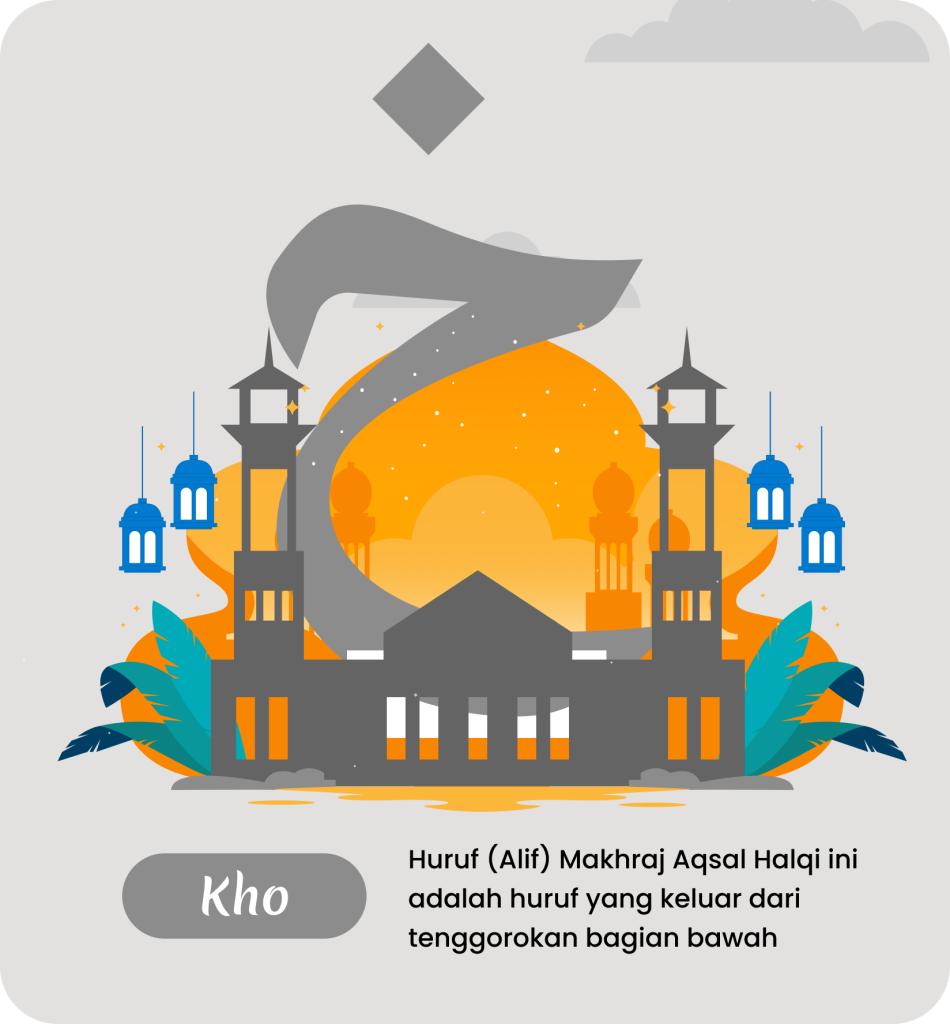 خ
Kho
Huruf (Alif) Makhraj Aqsal Halqi ini
adalah huruf yang keluar dari
tenggorokan bagian bawah